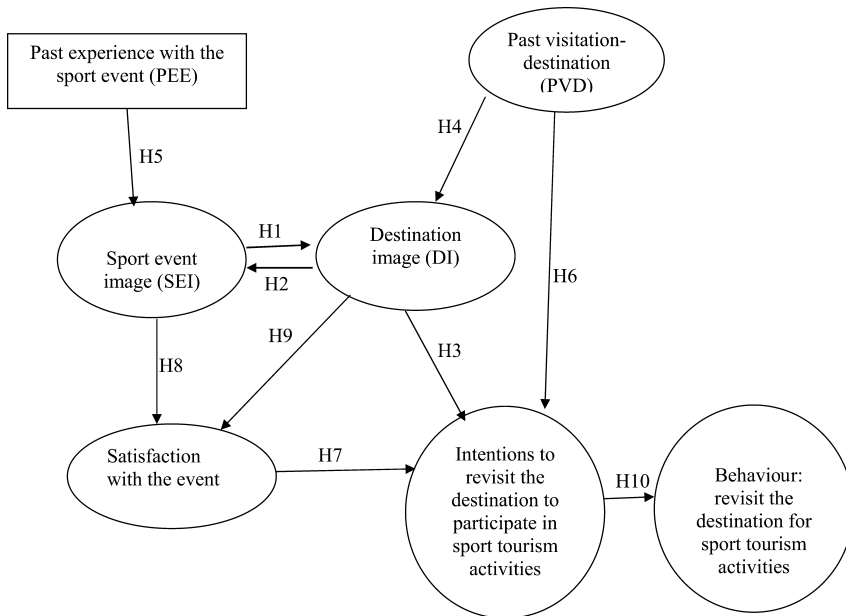 Past experience with the
sport event (PEE)
Past visitation-
destination
(PVD)
H4
H5
Sport event
image (SEI)
H1
H2
Destination
image (DI)
H6
H9
H3
H8
Satisfaction
with the event
H7
Intentions to
revisit the
destination to
participate in
sport tourism
activities
H10
Behaviour:
revisit the
destination for
sport tourism
activities